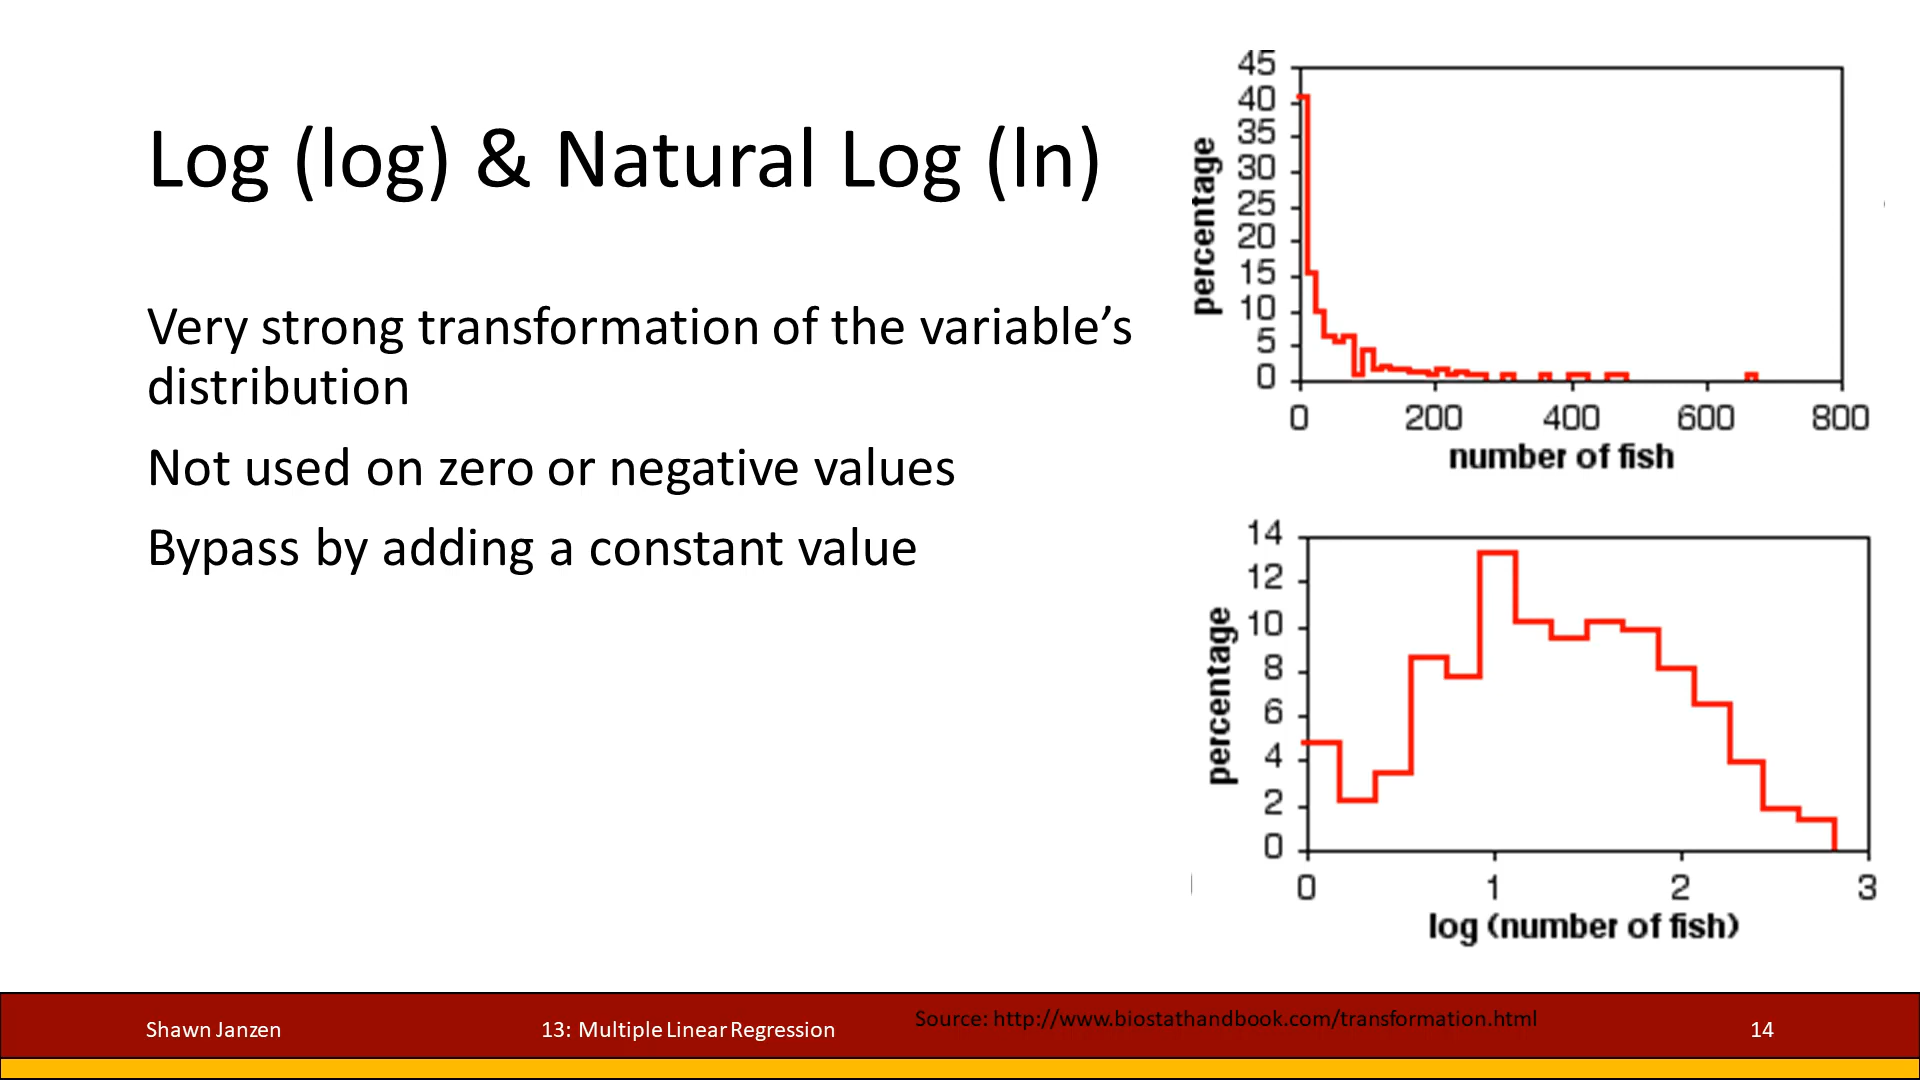 Log (log) & Natural Log (ln)
Very strong transformation of the variable’s
distribution
Not used on zero or negative values
Bypass by adding a constant value
45
40
35
30
25
20
15
10
5
0
percentage
0 200 400 600 800
number of fish
14
12
10
8
6
4
2
0
percentage
0 1 2 3
log (number of fish)
Shawn Janzen
13: Multiple Linear Regression
Source: http://www.biostathandbook.com/transformation.html
14